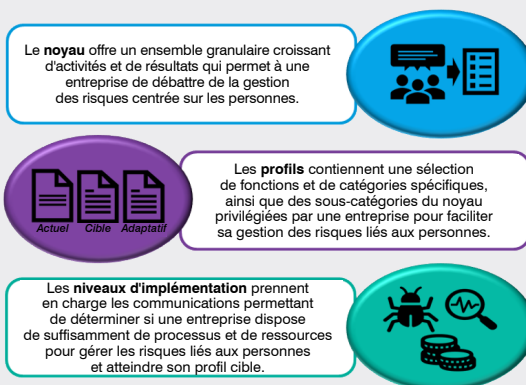 Le noyau offre un ensemble granulaire croissant
d'activités et de résultats qui permet à une
entreprise de débattre de la gestion
des risques centrée sur les personnes.
Les profils contiennent une sélection
de fonctions et de catégories spécifiques,
ainsi que des sous-catégories du noyau
privilégiées par une entreprise pour faciliter
sa gestion des risques liés aux personnes.
Actuel Cible Adaptatif
Les niveaux d'implémentation prennent
en charge les communications permettant
de déterminer si une entreprise dispose
de suffisamment de processus et de ressources
pour gérer les risques liés aux personnes
et atteindre son profil cible.